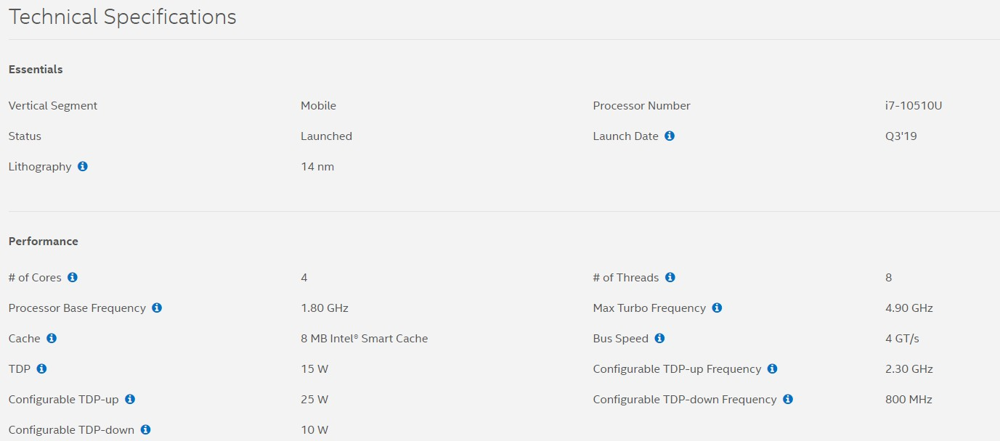 Technical Specifications
Essentials
Vertical Segment Mobile Processor Number i7-10510U
Status Launched Launch Date Q3'19
Lithography 14 nm
Performance
# of Cores 4 # of Threads 8
Processor Base Frequency 1.80 GHz Max Turbo Frequency 4.90 GHz
Cache 8 MB Intel® Smart Cache Bus Speed 4 GT/s
TDP 15 W Configurable TDP-up Frequency 2.30 GHz
Configurable TDP-up 25 W Configurable TDP-down Frequency 800 MHz
Configurable TDP-down 10 W